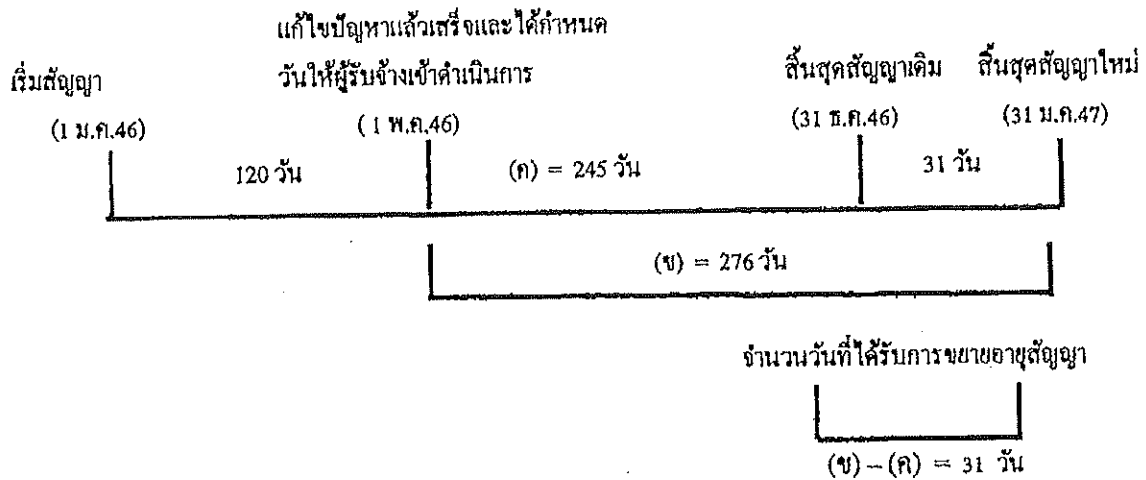 แก้ไขปัญหาแล้วเสร็จและได้กำหนด
วันให้ผู้รับจ้างเข้าดำเนินการ
เริ่มสัญญา
สิ้นสุดสัญญาเดิม
สิ้นสุดสัญญาใหม่
(1 ม.ค.46)
( 1 พ.ค.46)
(31 ธ.ค.46)
(31 ม.ค.47)
120 วัน
(ค) = 245 วัน
31 วัน
(ข) = 276 วัน
จำนวนวันที่ได้รับการขยายอายุสัญญา
(ข) – (ค) = 31 วัน